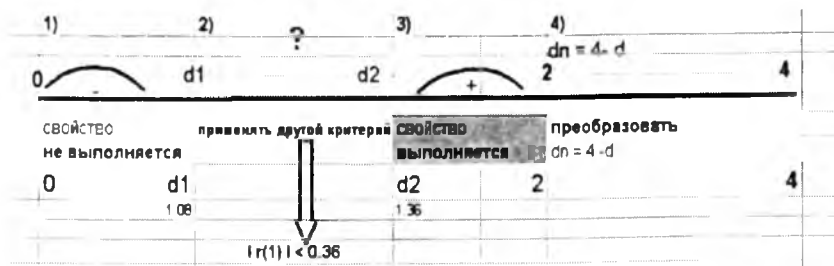 1) 2) ? 3) 4)
dn = 4- d
0 d1 d2 2 4
- +
свойство применять другой критерий свойство преобразовать
не выполняется выполняется dn = 4 -d
0 d1 d2 2 4
1.08 1.36
| r(1) | < 0.36